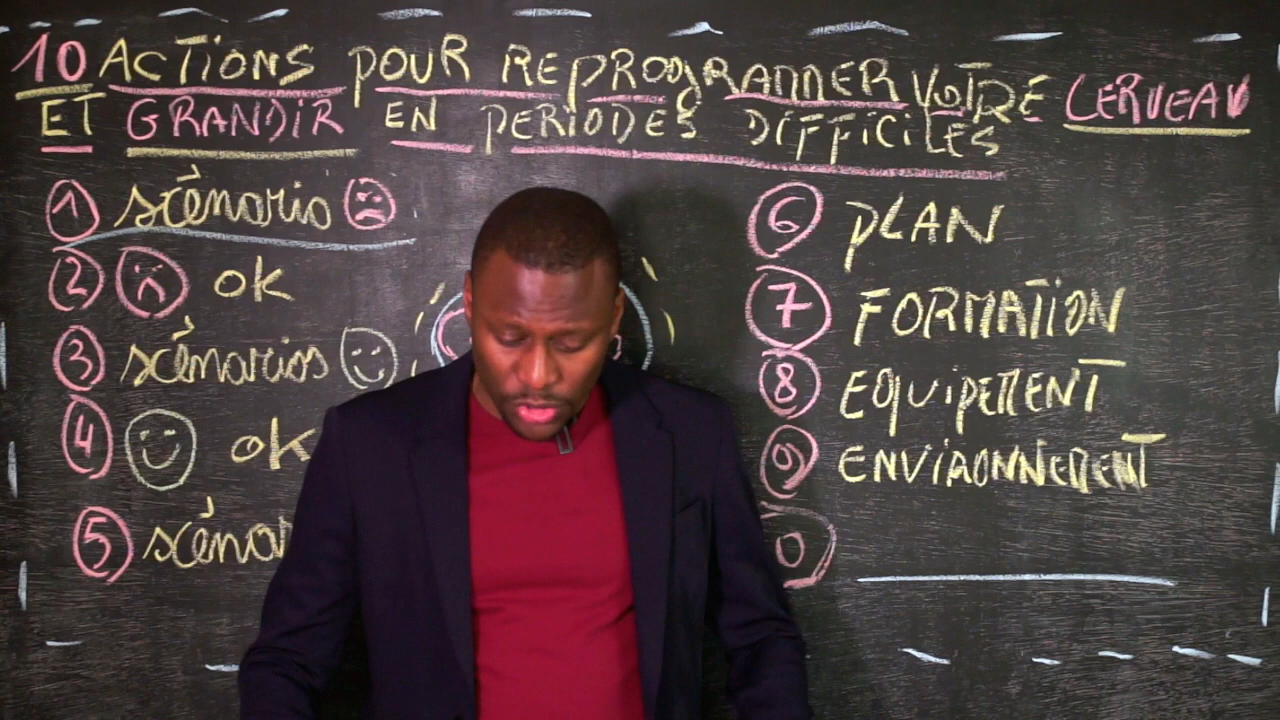 10 ACTIONS POUR REPROGRAMMER VOTRE CERVEAU
ET GRANDIR EN PERIODES DIFFICILES
1 scénario
2 ok
3 scénarios
4 ok
5
6 PLAN
7 FORMATION
8 EQUIPEMENT
9 ENVIRONNEMENT
0